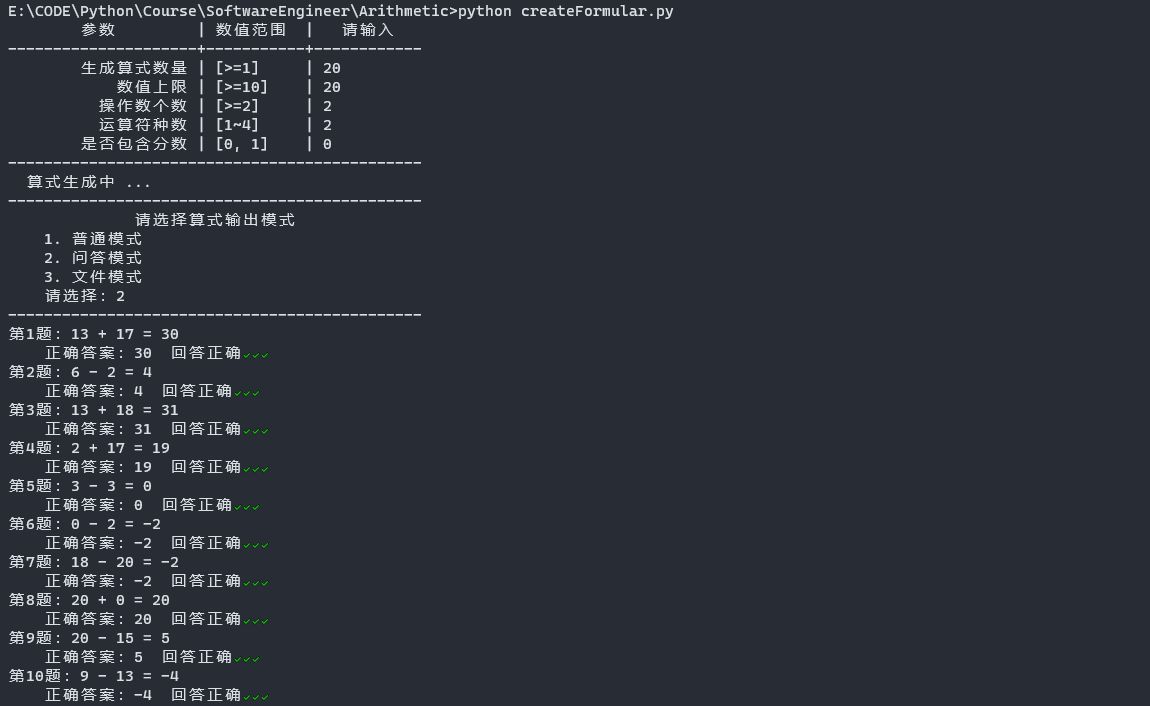 E:\CODE\Python\Course\SoftwareEngineer\Arithmetic>python createFormular.py
参数 | 数值范围 | 请输入
---------------------+-----------+------------
生成算式数量 | [>=1] | 20
数值上限 | [>=10] | 20
操作数个数 | [>=2] | 2
运算符种数 | [1~4] | 2
是否包含分数 | [0, 1] | 0
----------------------------------------------
算式生成中 ...
----------------------------------------------
请选择算式输出模式
1. 普通模式
2. 问答模式
3. 文件模式
请选择: 2
----------------------------------------------
第1题: 13 + 17 = 30
正确答案: 30 回答正确✓✓✓
第2题: 6 - 2 = 4
正确答案: 4 回答正确✓✓✓
第3题: 13 + 18 = 31
正确答案: 31 回答正确✓✓✓
第4题: 2 + 17 = 19
正确答案: 19 回答正确✓✓✓
第5题: 3 - 3 = 0
正确答案: 0 回答正确✓✓✓
第6题: 0 - 2 = -2
正确答案: -2 回答正确✓✓✓
第7题: 18 - 20 = -2
正确答案: -2 回答正确✓✓✓
第8题: 20 + 0 = 20
正确答案: 20 回答正确✓✓✓
第9题: 20 - 15 = 5
正确答案: 5 回答正确✓✓✓
第10题: 9 - 13 = -4
正确答案: -4 回答正确✓✓✓